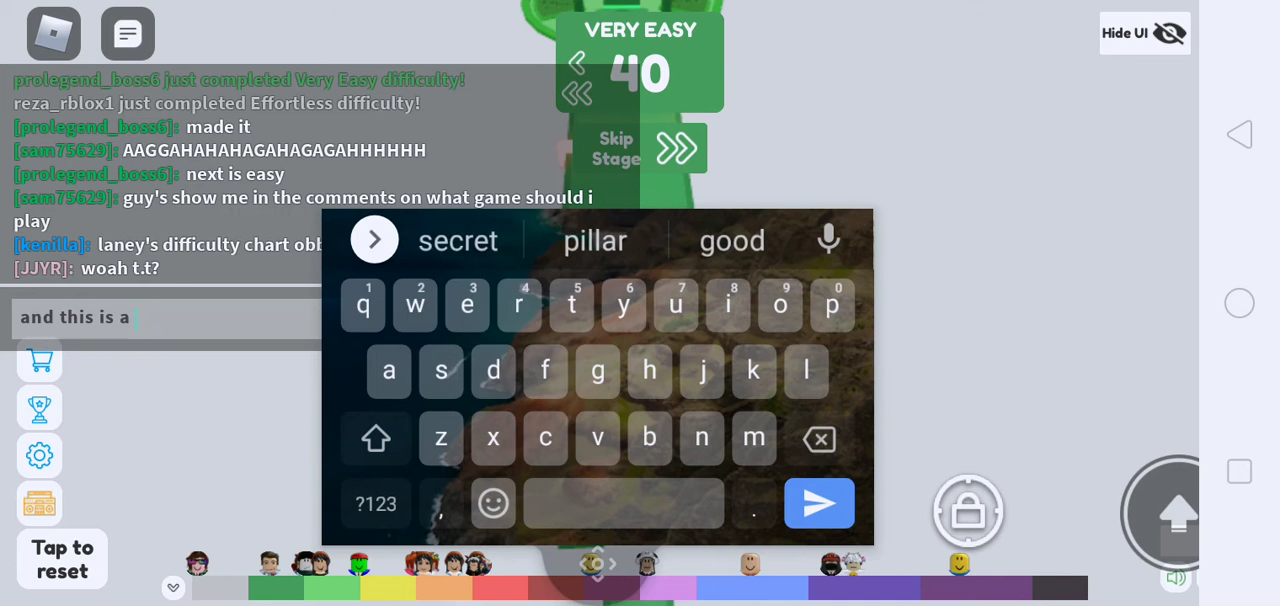 VERY EASY
40
Hide UI
Skip
Stage
prolegend_boss6 just completed Very Easy difficulty!
reza_rblox1 just completed Effortless difficulty!
[prolegend_boss6]: made it
[sam75629]: AAGGAHAHAHAGAHAGAGAHHHHHH
[prolegend_boss6]: next is easy
[sam75629]: guy's show me in the comments on what game should i
play
[kenilla]: laney's difficulty chart obb
[JJYR]: woah t.t?
and this is a
secret pillar good
1 2 3 4 5 6 7 8 9 0
q w e r t y u i o p
a s d f g h j k l
z x c v b n m
?123 , .
Tap to
reset